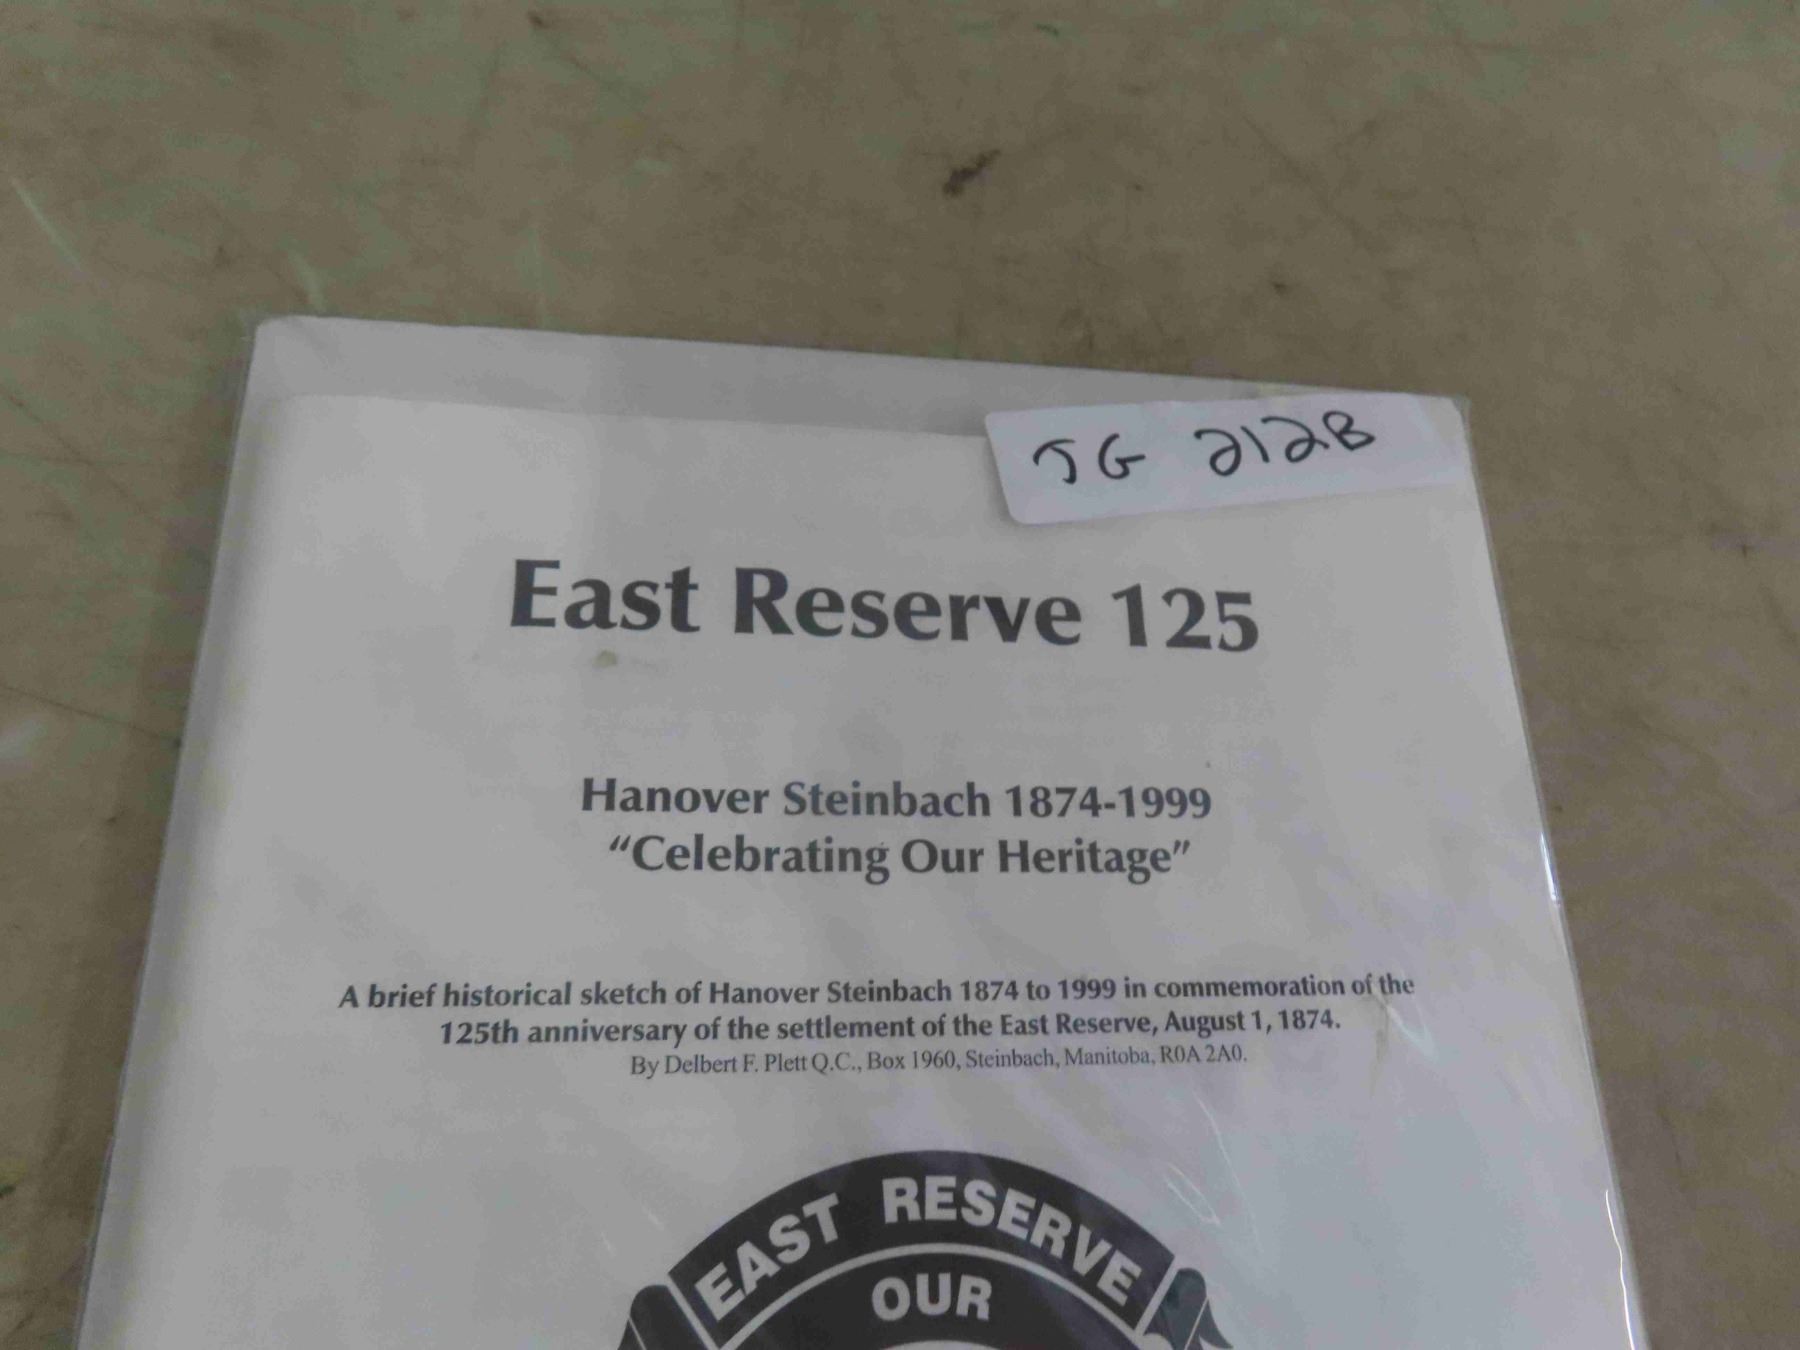 JG 212B
East Reserve 125
Hanover Steinbach 1874-1999
“Celebrating Our Heritage”
A brief historical sketch of Hanover Steinbach 1874 to 1999 in commemoration of the
125th anniversary of the settlement of the East Reserve, August 1, 1874.
By Delbert F. Plett Q.C., Box 1960, Steinbach, Manitoba, R0A 2A0.
EAST RESERVE
OUR